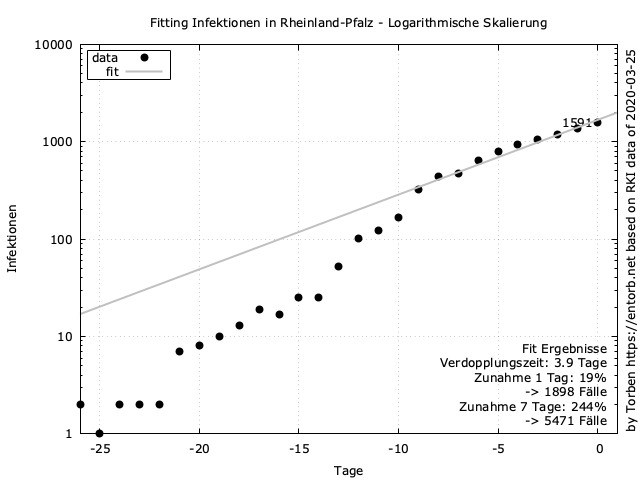 Fitting Infektionen in Rheinland-Pfalz - Logarithmische Skalierung
10000
1000
100
10
1
data
fit
1591
Infektionen
Fit Ergebnisse
Verdopplungszeit: 3.9 Tage
Zunahme 1 Tag: 19%
-> 1898 Fälle
Zunahme 7 Tage: 244%
-> 5471 Fälle
-25 -20 -15 -10 -5 0
Tage
by Torben https://entorb.net based on RKI data of 2020-03-25